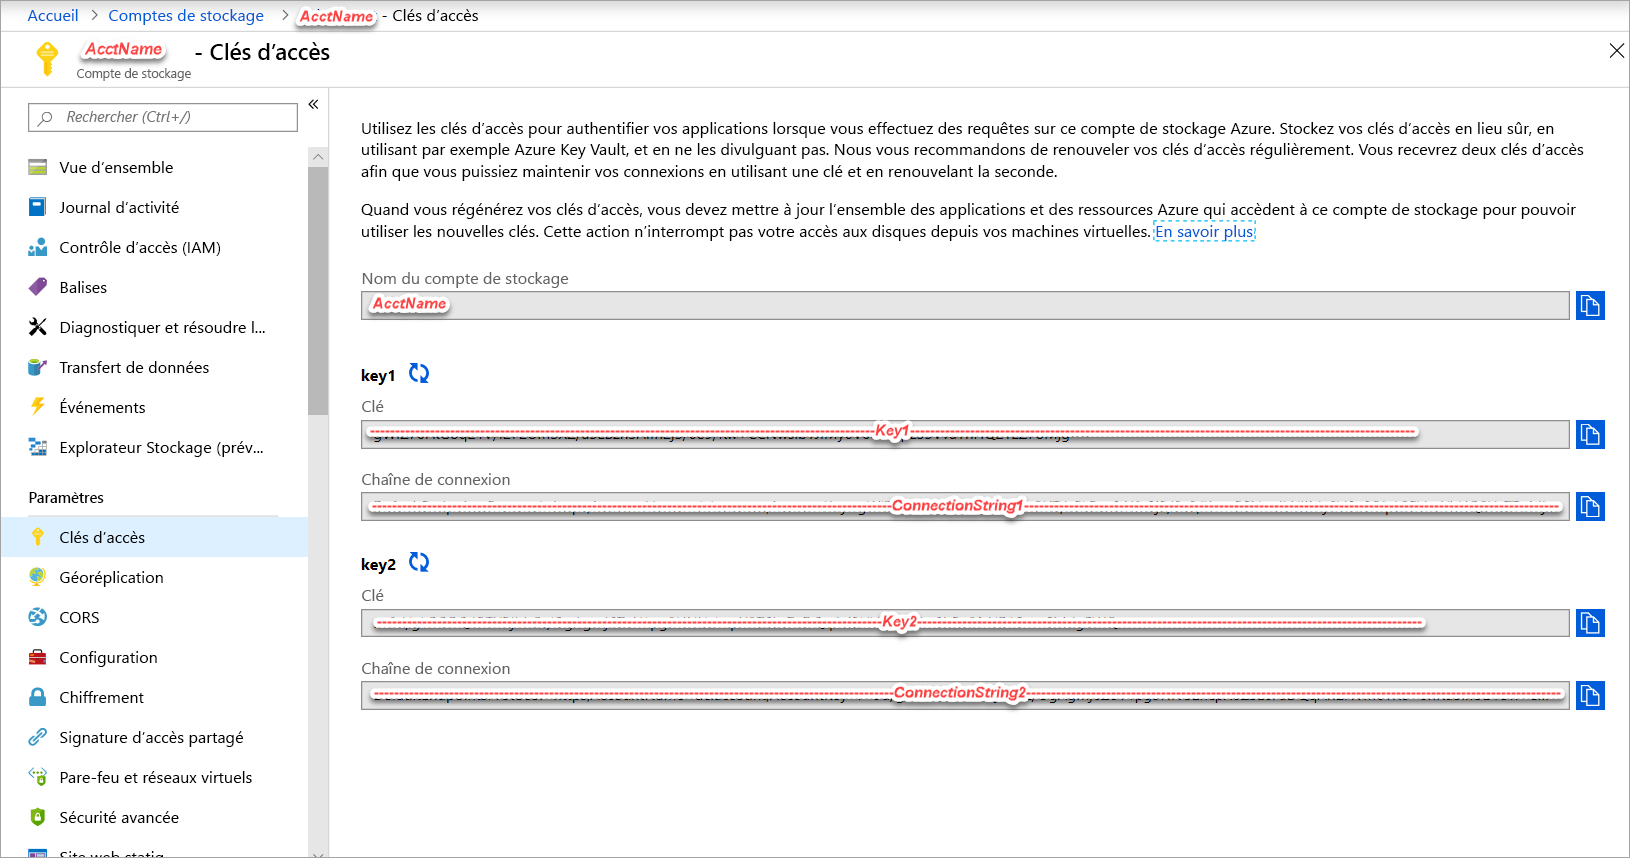 Accueil > Comptes de stockage > AcctName - Clés d’accès
AcctName - Clés d’accès
Compte de stockage
Rechercher (Ctrl+/)
Vue d’ensemble
Journal d’activité
Contrôle d’accès (IAM)
Balises
Diagnostiquer et résoudre l...
Transfert de données
Événements
Explorateur Stockage (prév...
Paramètres
Clés d’accès
Géoréplication
CORS
Configuration
Chiffrement
Signature d’accès partagé
Pare-feu et réseaux virtuels
Sécurité avancée
Site web statiq
Utilisez les clés d’accès pour authentifier vos applications lorsque vous effectuez des requêtes sur ce compte de stockage Azure. Stockez vos clés d’accès en lieu sûr, en
utilisant par exemple Azure Key Vault, et en ne les divulguant pas. Nous vous recommandons de renouveler vos clés d’accès régulièrement. Vous recevrez deux clés d’accès
afin que vous puissiez maintenir vos connexions en utilisant une clé et en renouvelant la seconde.
Quand vous régénérez vos clés d’accès, vous devez mettre à jour l’ensemble des applications et des ressources Azure qui accèdent à ce compte de stockage pour pouvoir
utiliser les nouvelles clés. Cette action n’interrompt pas votre accès aux disques depuis vos machines virtuelles. En savoir plus
Nom du compte de stockage
AcctName
key1
Clé
Key1
Chaîne de connexion
ConnectionString1
key2
Clé
Key2
Chaîne de connexion
ConnectionString2